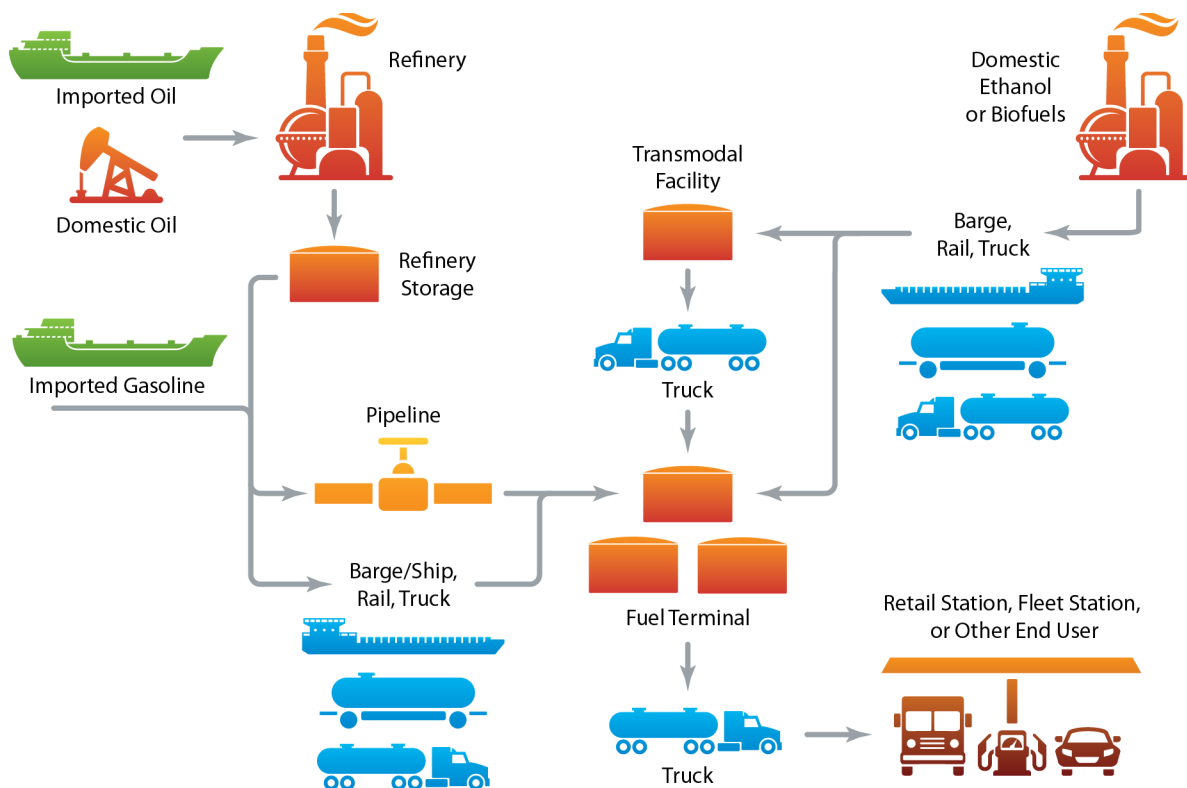 Imported Oil
Refinery
Domestic Oil
Refinery
Storage
Imported Gasoline
Pipeline
Barge/Ship,
Rail, Truck
Transmodal
Facility
Truck
Fuel Terminal
Truck
Domestic
Ethanol
or Biofuels
Barge,
Rail, Truck
Retail Station, Fleet Station,
or Other End User